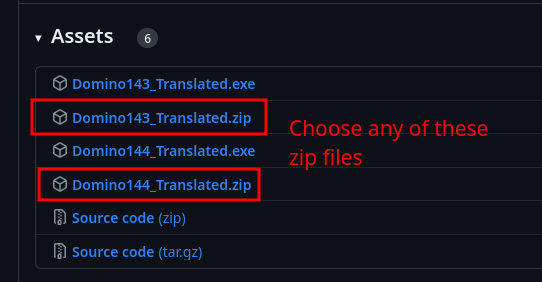 Assets 6
Domino143_Translated.exe
Domino143_Translated.zip
Choose any of these
zip files
Domino144_Translated.exe
Domino144_Translated.zip
Source code (zip)
Source code (tar.gz)